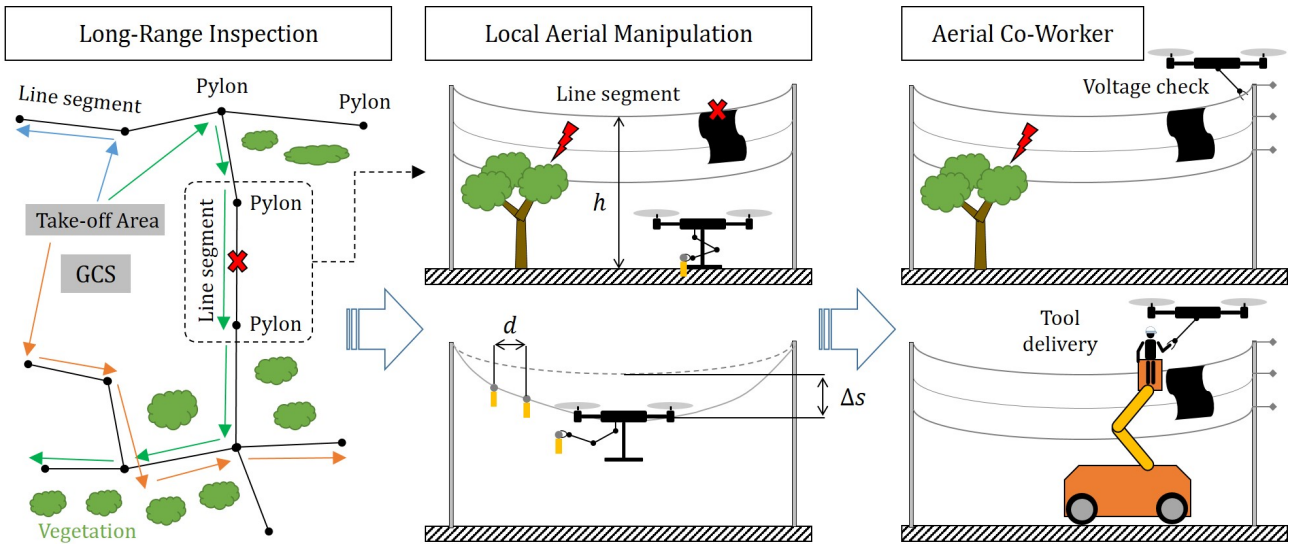 Long-Range Inspection
Line segment
Pylon
Pylon
Take-off Area
GCS
Pylon
Line segment
Pylon
Vegetation
Local Aerial Manipulation
Line segment
h
d
Δs
Aerial Co-Worker
Voltage check
Tool
delivery